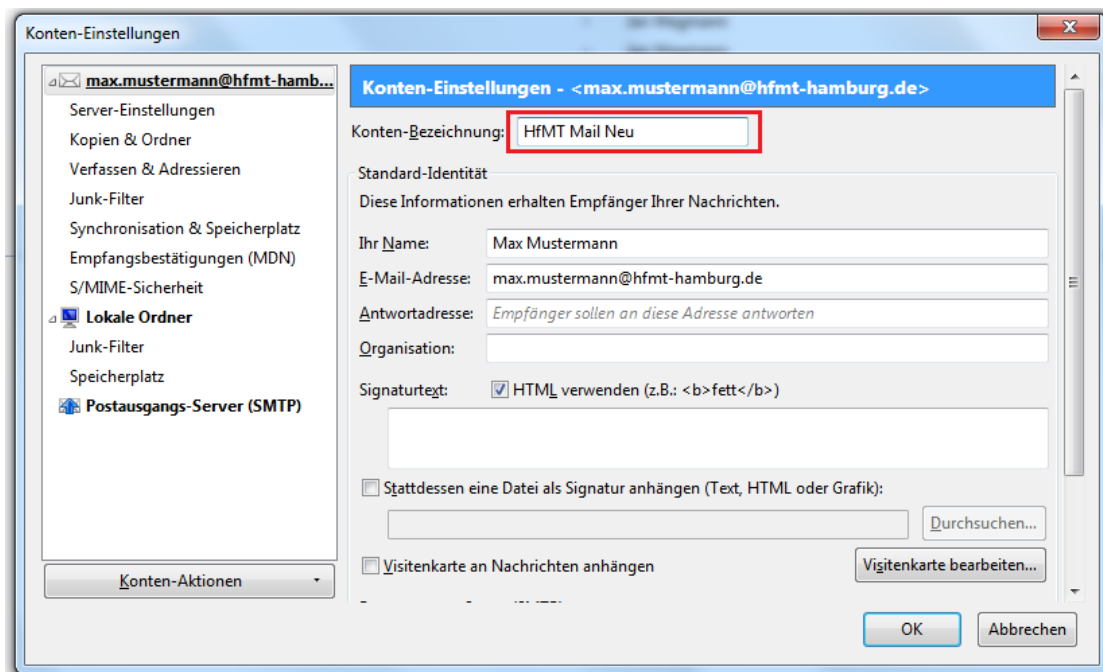 Konten-Einstellungen
max.mustermann@hfmt-hamb...
Server-Einstellungen
Kopien & Ordner
Verfassen & Adressieren
Junk-Filter
Synchronisation & Speicherplatz
Empfangsbestätigungen (MDN)
S/MIME-Sicherheit
Lokale Ordner
Junk-Filter
Speicherplatz
Postausgangs-Server (SMTP)
Konten-Aktionen
Konten-Einstellungen - <max.mustermann@hfmt-hamburg.de>
Konten-Bezeichnung: HfMT Mail Neu
Standard-Identität
Diese Informationen erhalten Empfänger Ihrer Nachrichten.
Ihr Name: Max Mustermann
E-Mail-Adresse: max.mustermann@hfmt-hamburg.de
Antwortadresse: Empfänger sollen an diese Adresse antworten
Organisation:
Signaturtext: HTML verwenden (z.B.: <b>fett</b>)
Stattdessen eine Datei als Signatur anhängen (Text, HTML oder Grafik):
Durchsuchen...
Visitenkarte an Nachrichten anhängen Visitenkarte bearbeiten...
OK Abbrechen